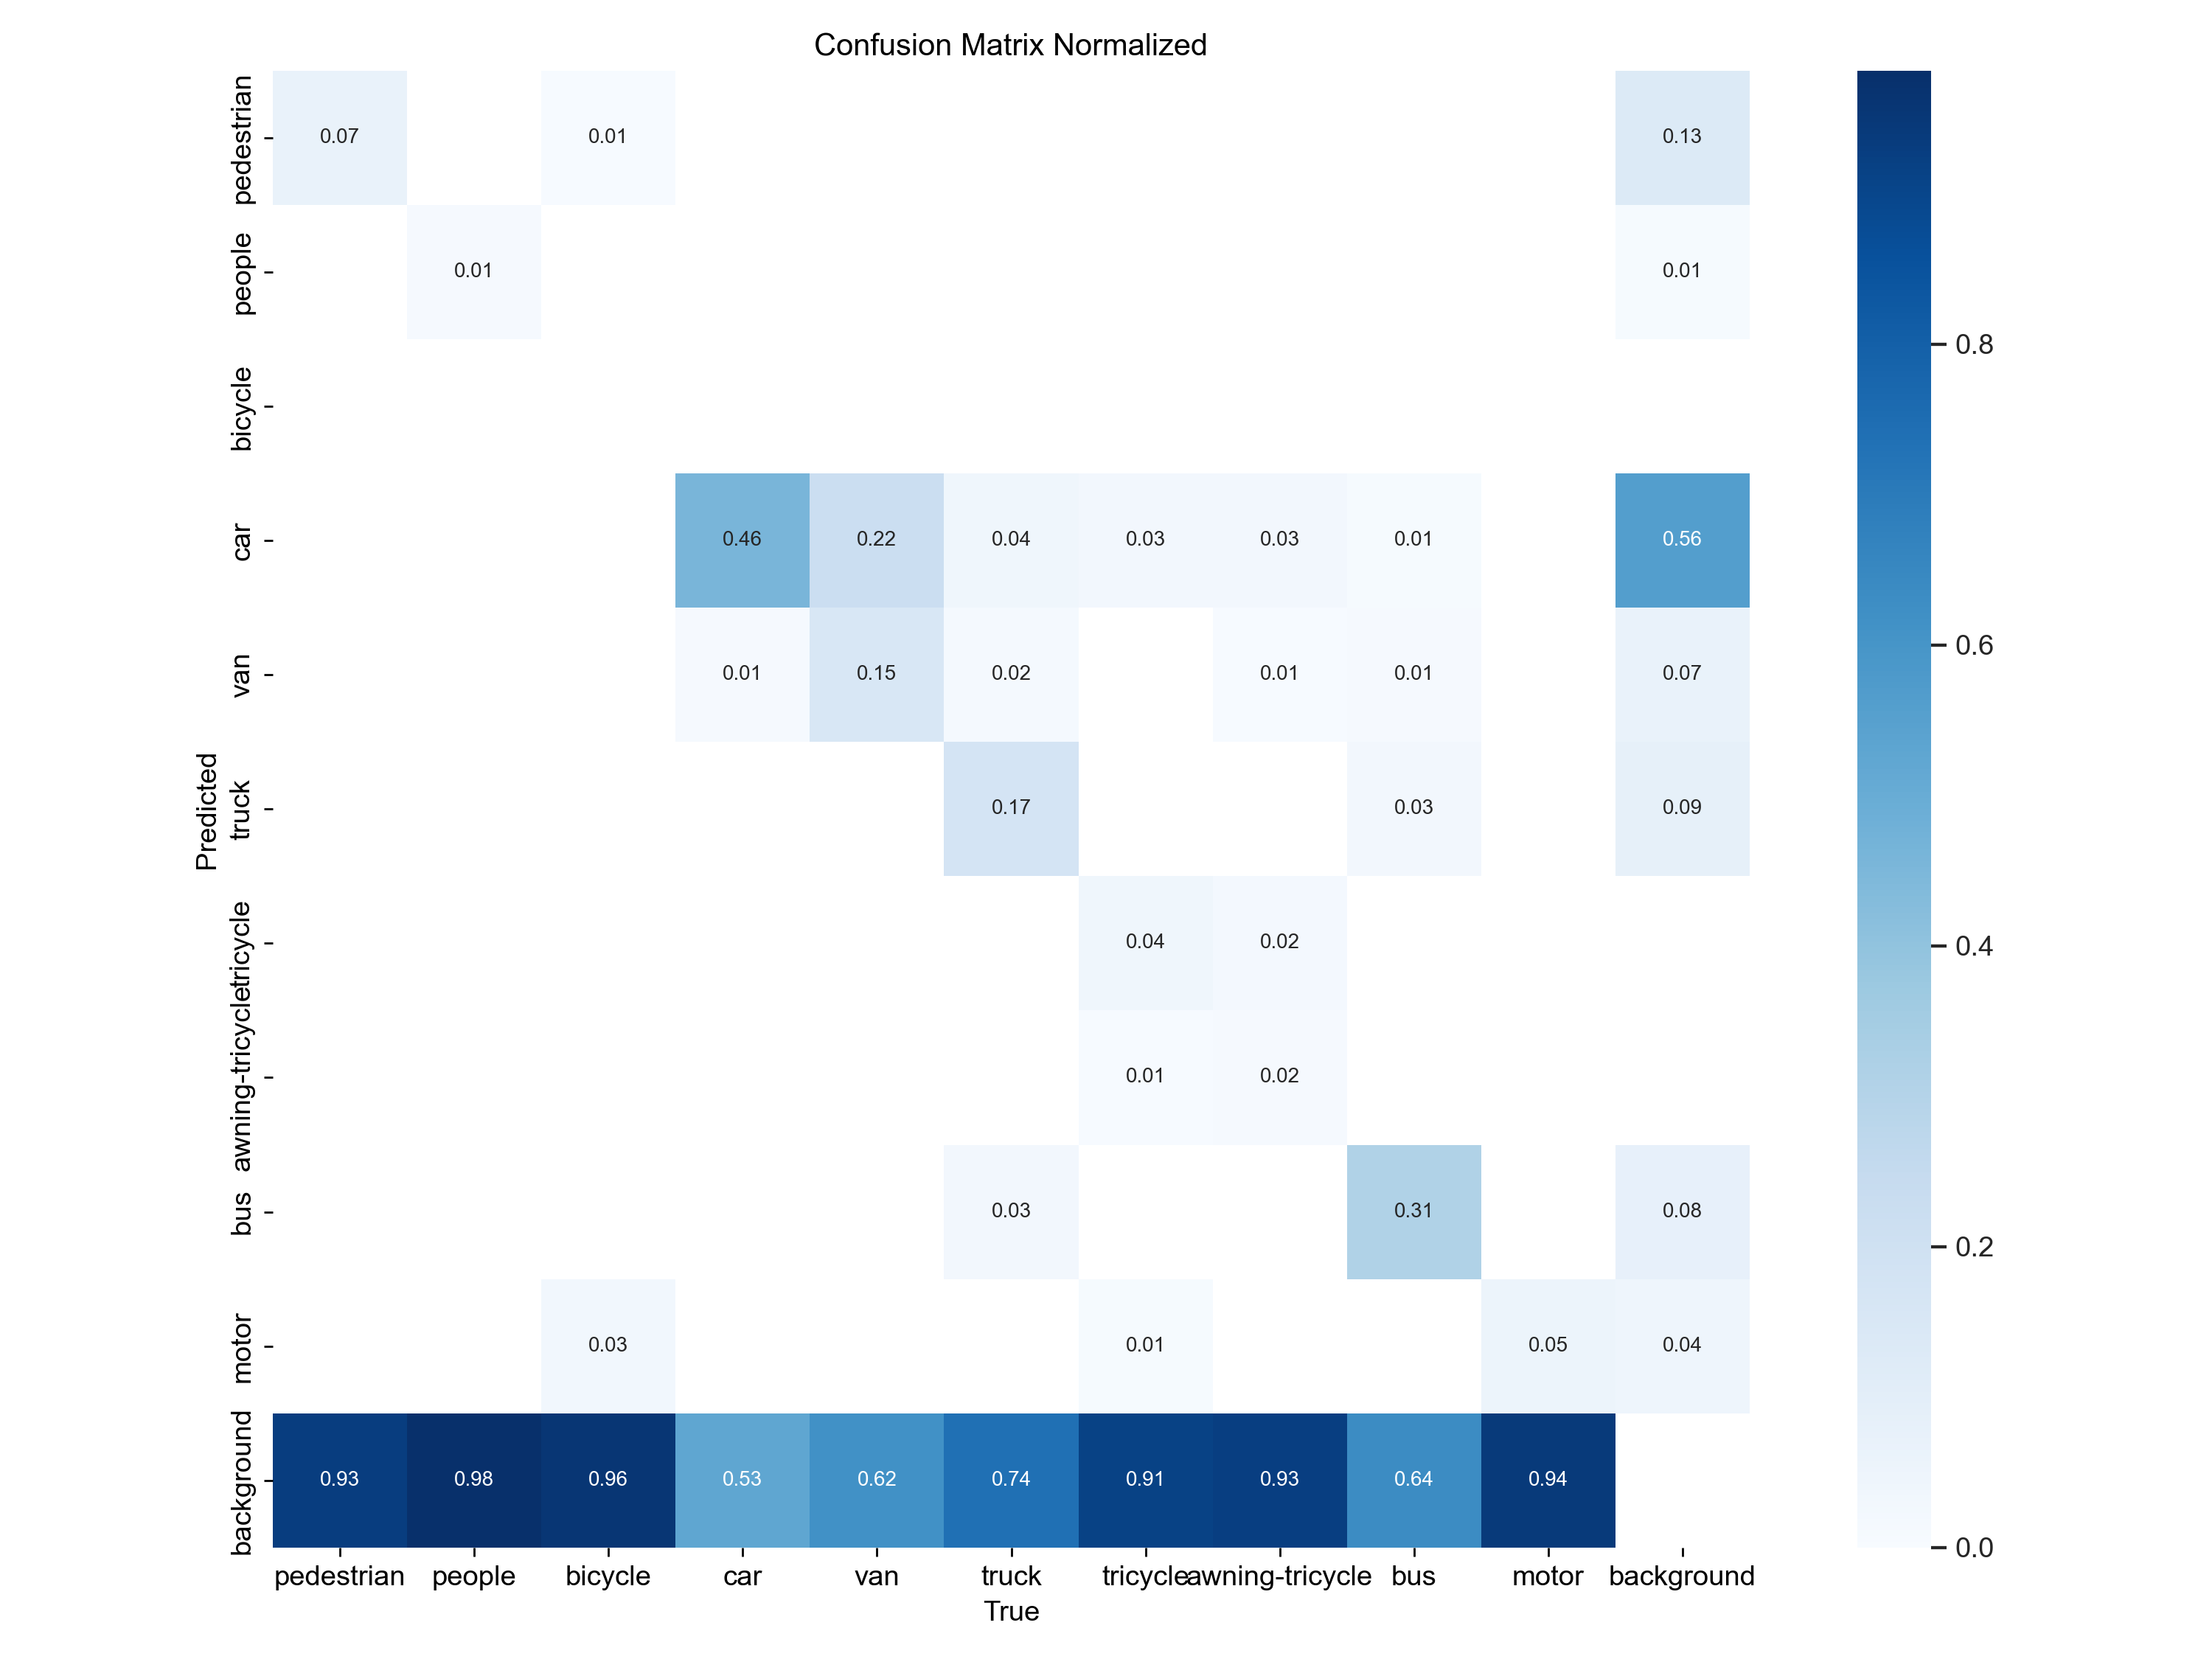 Confusion Matrix Normalized
pedestrian 0.07 0.01 0.13
people 0.01 0.01
bicycle
car 0.46 0.22 0.04 0.03 0.03 0.01 0.56
van 0.01 0.15 0.02 0.01 0.01 0.07
truck 0.17 0.03 0.09
tricycle 0.04 0.02
awning-tricycle 0.01 0.02
bus 0.03 0.31 0.08
motor 0.03 0.01 0.05 0.04
background 0.93 0.98 0.96 0.53 0.62 0.74 0.91 0.93 0.64 0.94
Predicted
pedestrian people bicycle car van truck tricycle awning-tricycle bus motor background
True
0.8
0.6
0.4
0.2
0.0